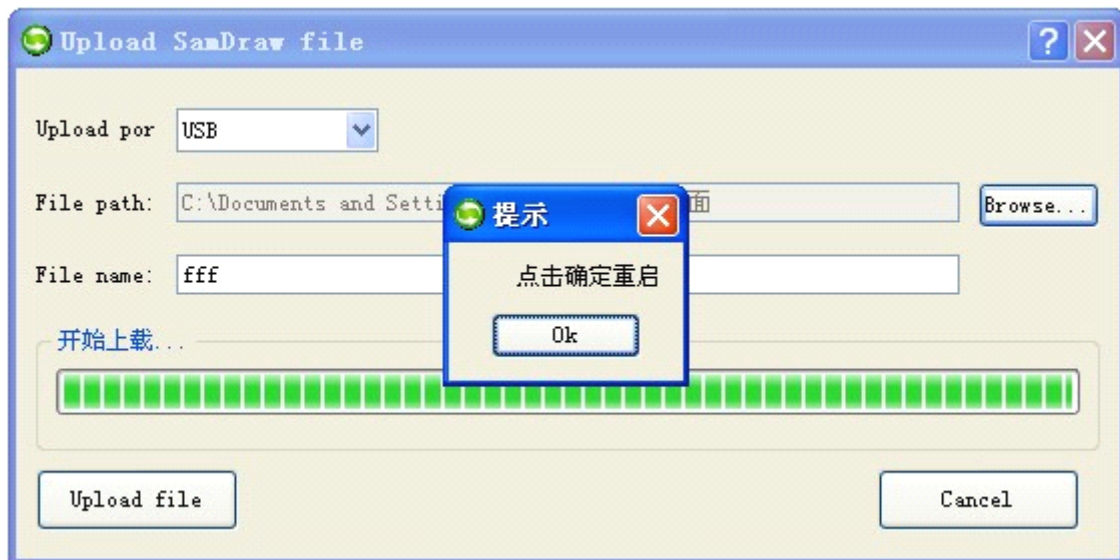 Upload SamDraw file
Upload por USB
File path: C:\Documents and Setti 面 Browse...
提示
点击确定重启
Ok
File name: fff
开始上载...
Upload file Cancel